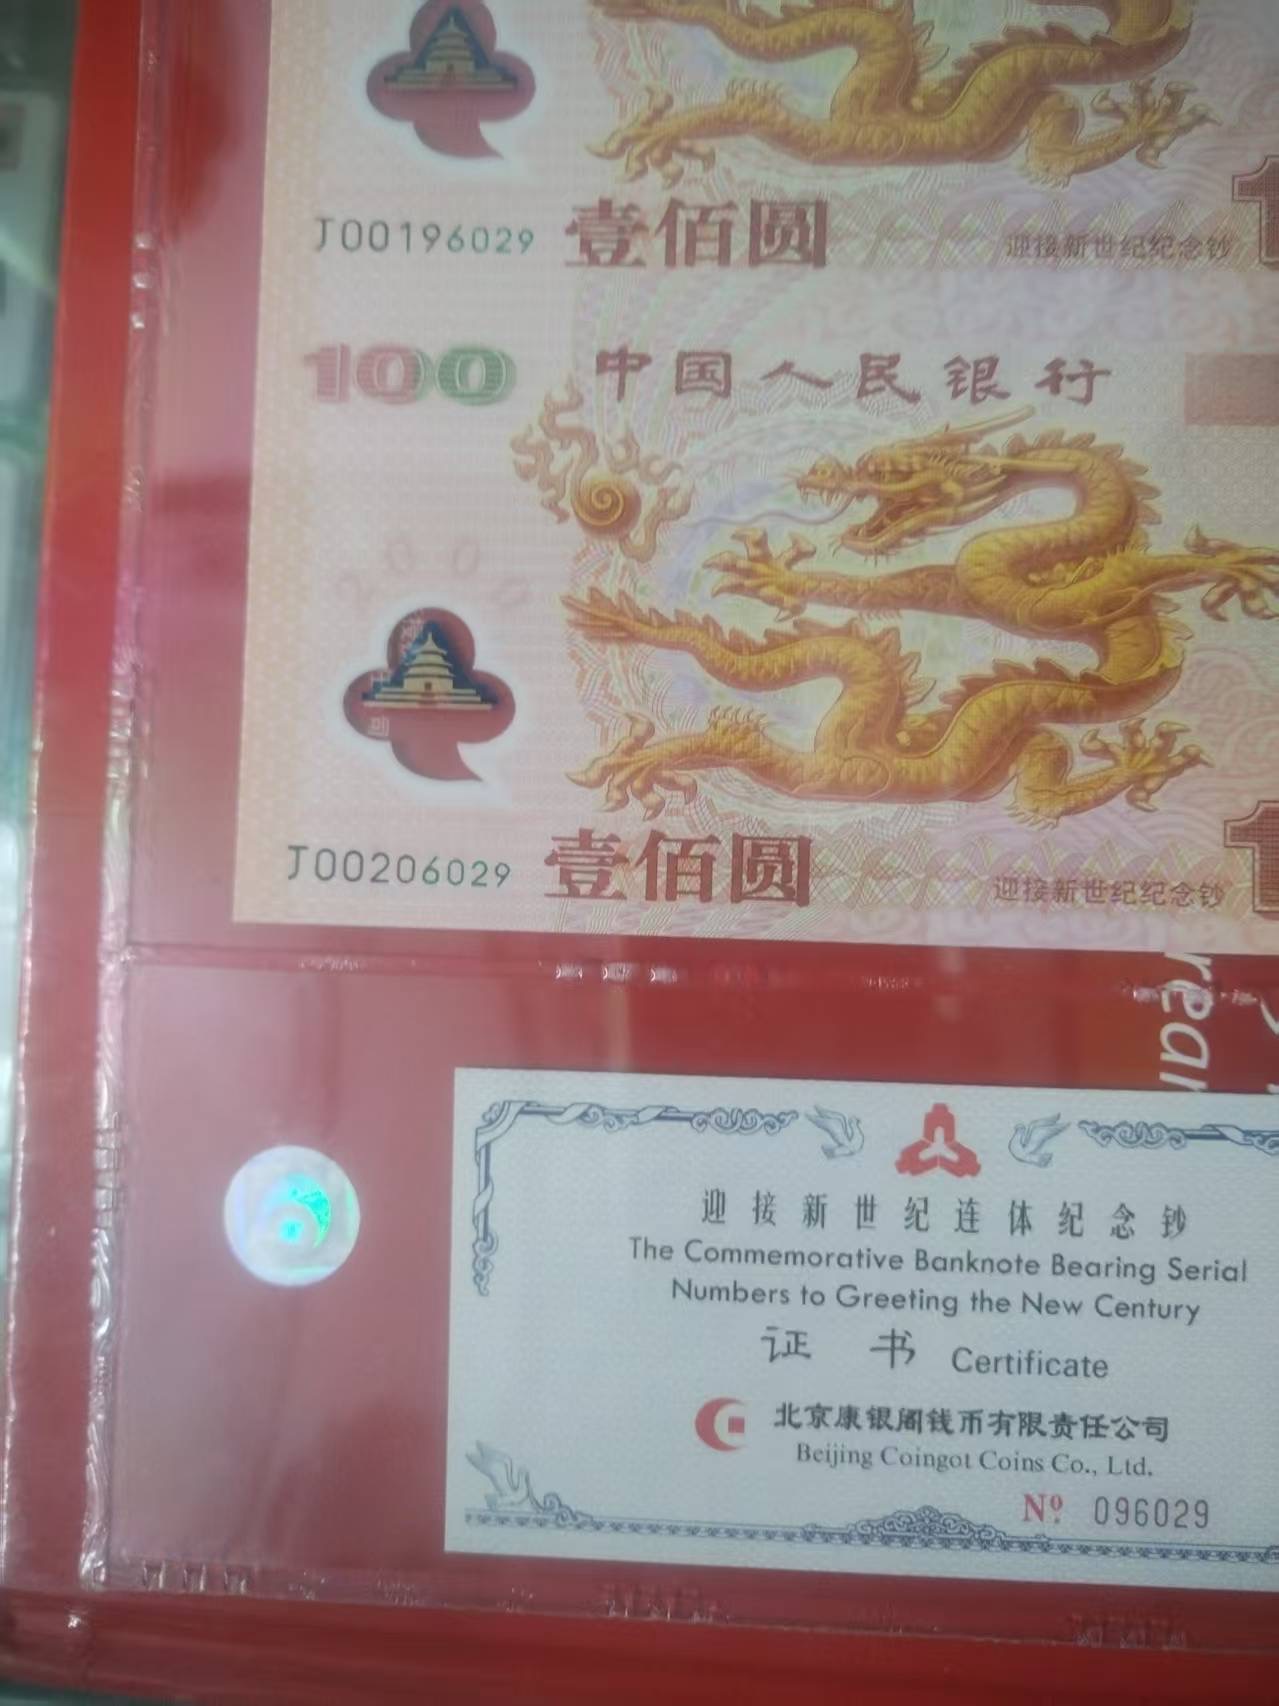 J00196029 壹佰圆 迎接新世纪纪念钞 1
100 中国人民银行
2000
J00206029 壹佰圆 迎接新世纪纪念钞 1
迎接新世纪连体纪念钞
The Commemorative Banknote Bearing Serial
Numbers to Greeting the New Century
证 书 Certificate
北京康银阁钱币有限责任公司
Beijing Coingot Coins Co., Ltd.
Nº 096029